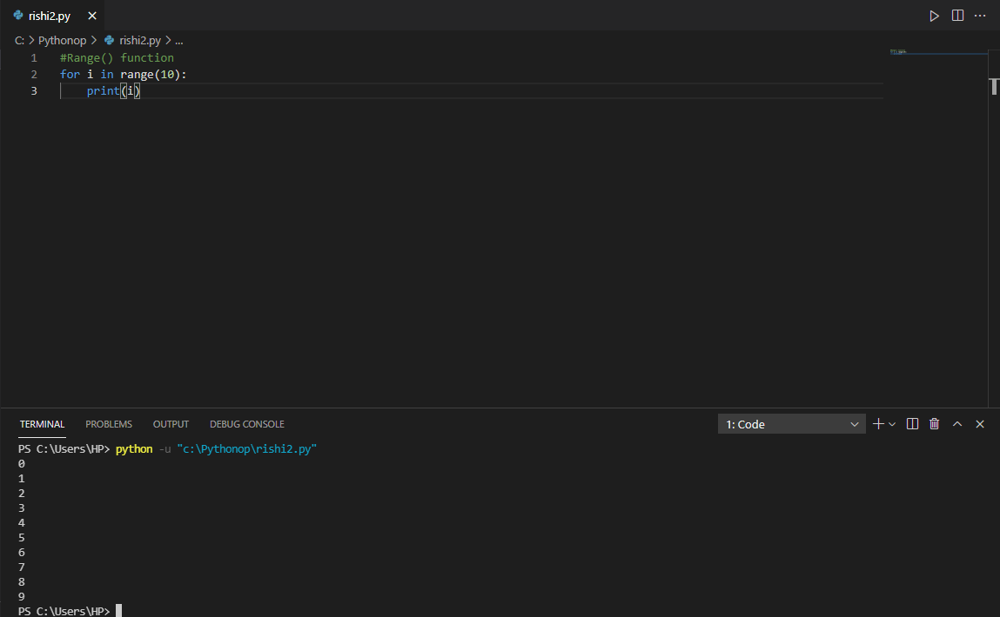 rishi2.py
C: > Pythonop > rishi2.py > ...
1 #Range() function
2 for i in range(10):
3     print(i)
TERMINAL PROBLEMS OUTPUT DEBUG CONSOLE 1: Code
PS C:\Users\HP> python -u "c:\Pythonop\rishi2.py"
0
1
2
3
4
5
6
7
8
9
PS C:\Users\HP>